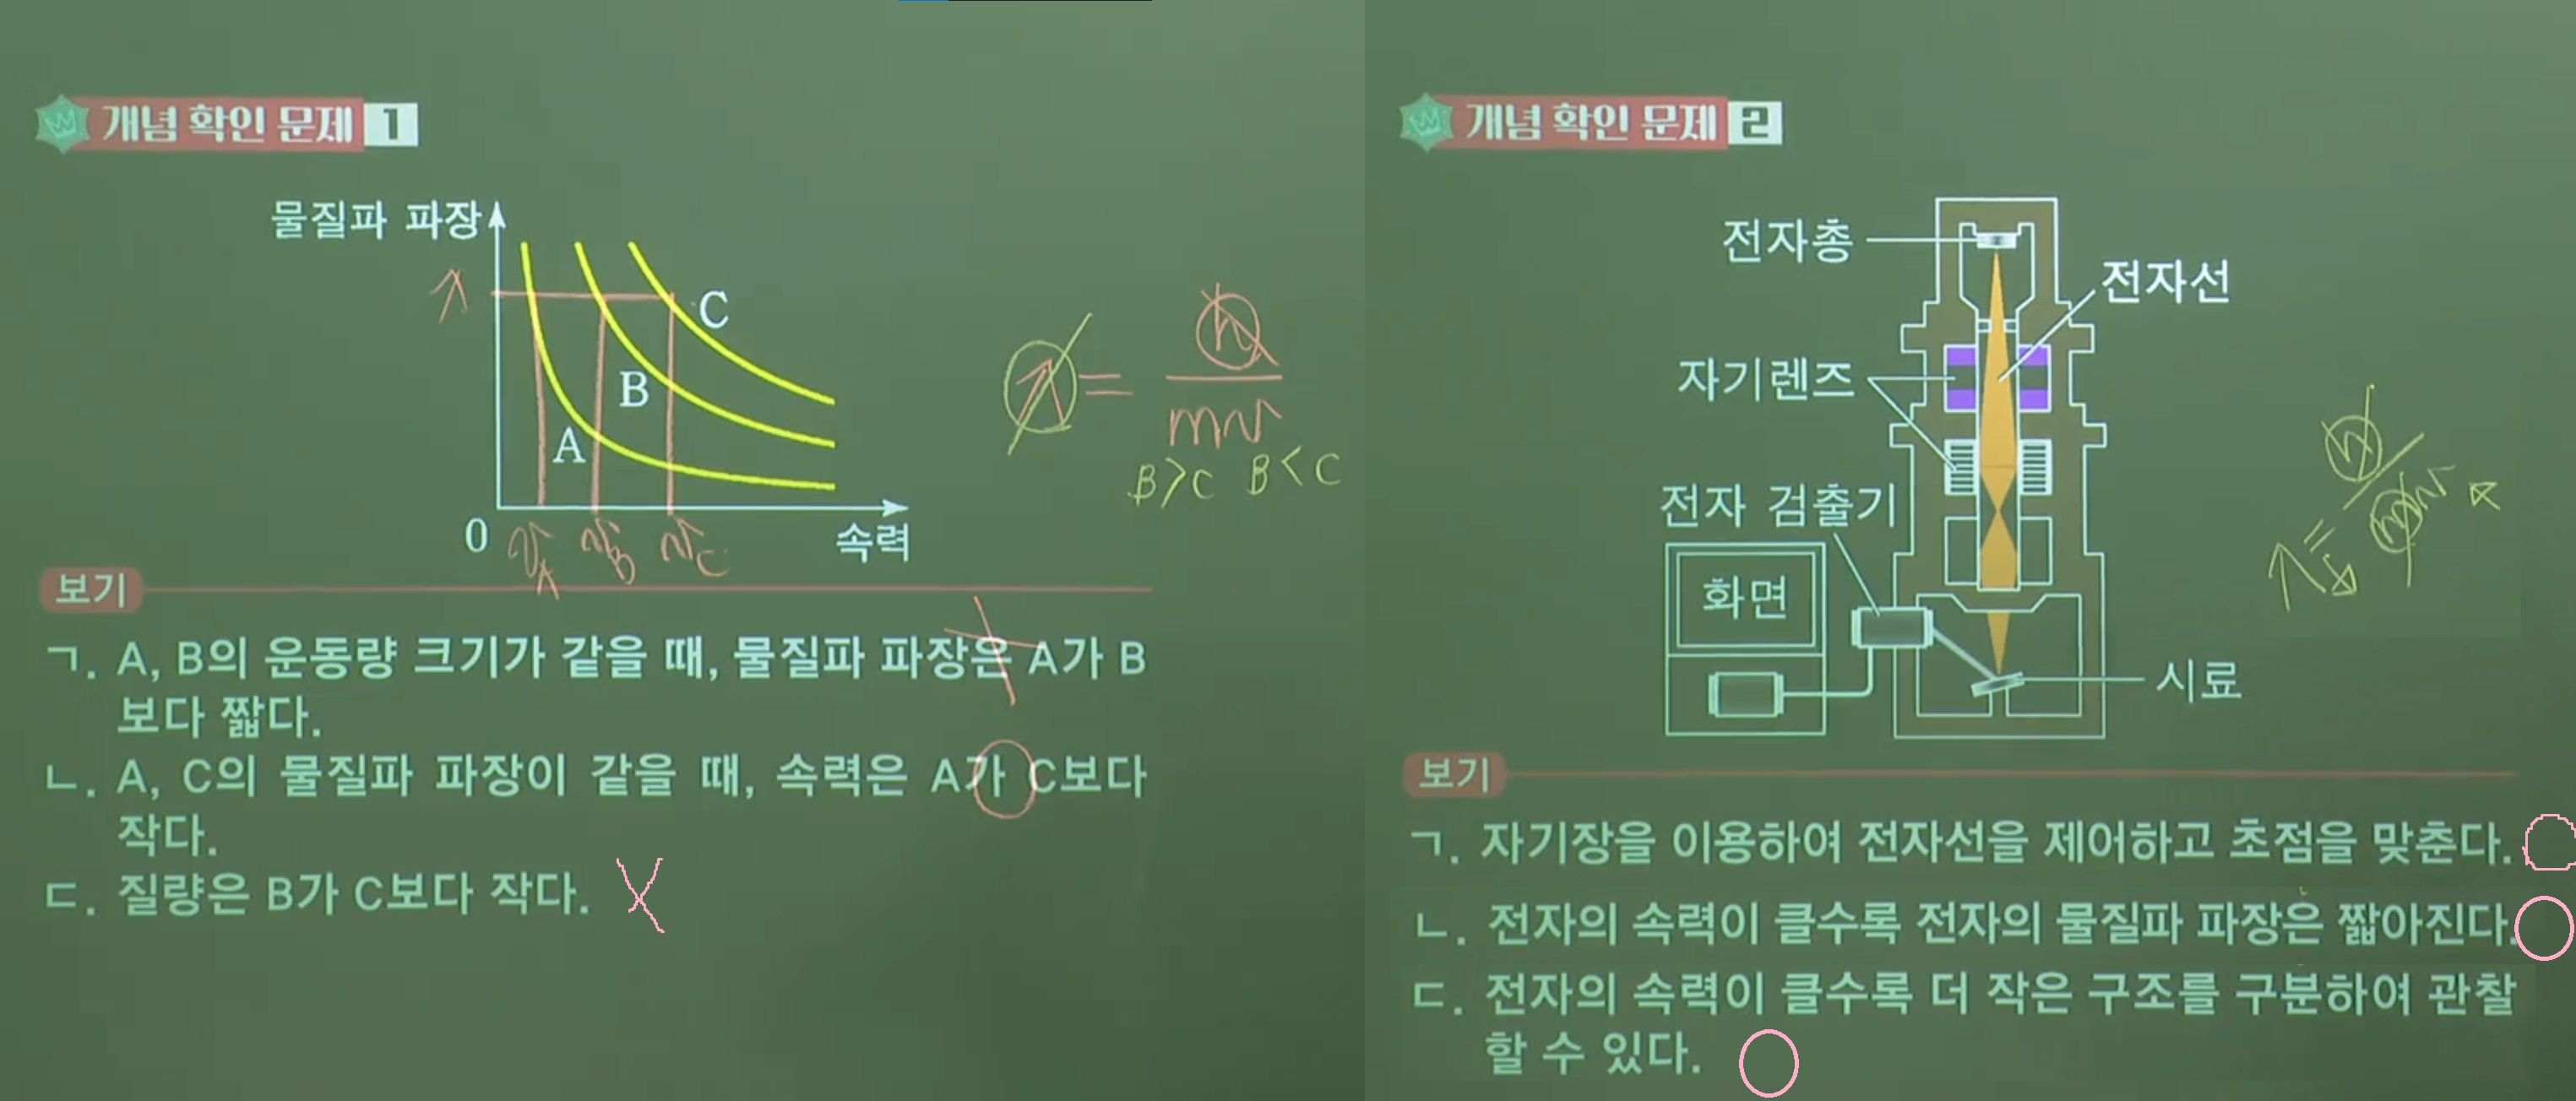 개념 확인 문제 1
물질파 파장
C
B
A
0
속력
λ
v_A v_B v_C
λ = h
mv
B > C B < C
보기
ㄱ. A, B의 운동량 크기가 같을 때, 물질파 파장은 A가 B
보다 짧다.
ㄴ. A, C의 물질파 파장이 같을 때, 속력은 A가 C보다
작다.
ㄷ. 질량은 B가 C보다 작다.
개념 확인 문제 2
전자총
전자선
자기렌즈
전자 검출기
화면
시료
λ = h
mv
보기
ㄱ. 자기장을 이용하여 전자선을 제어하고 초점을 맞춘다.
ㄴ. 전자의 속력이 클수록 전자의 물질파 파장은 짧아진다.
ㄷ. 전자의 속력이 클수록 더 작은 구조를 구분하여 관찰
할 수 있다.